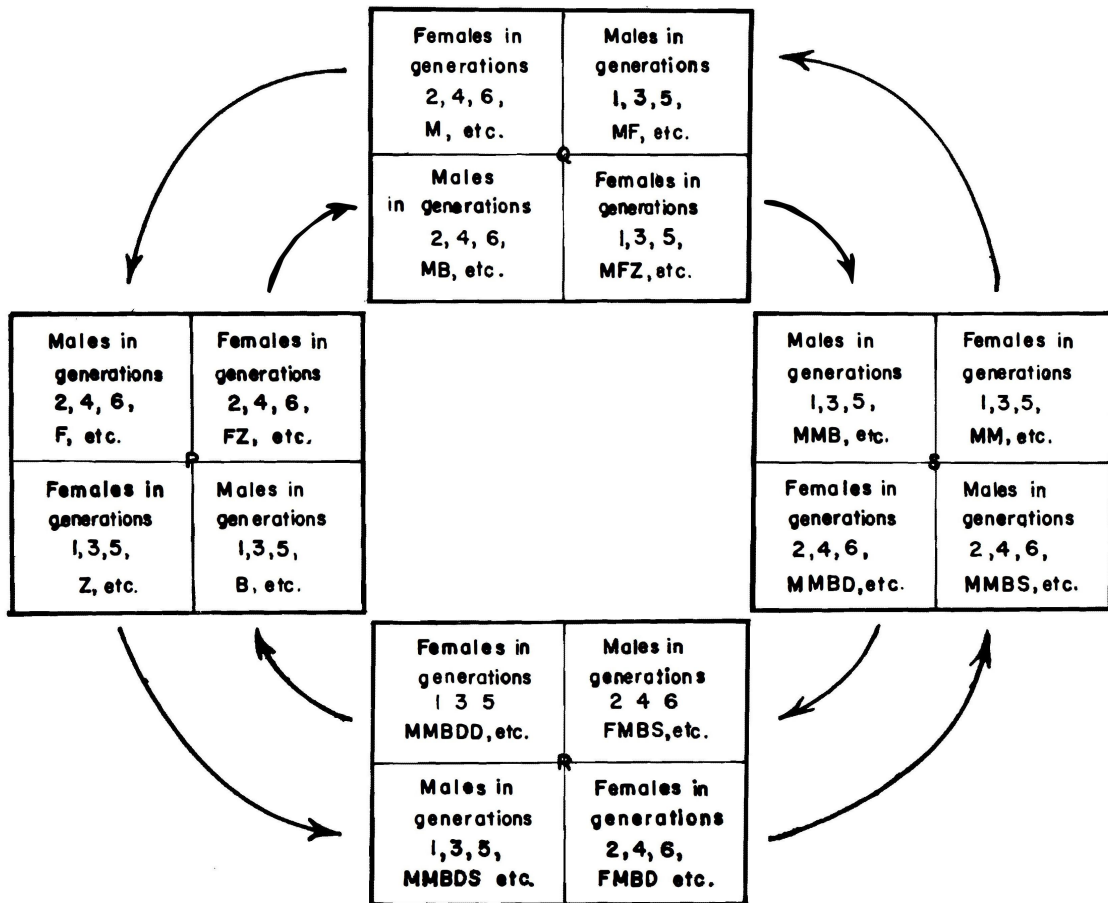 Females in
generations
2, 4, 6,
M, etc.
Males in
generations
1, 3, 5,
MF, etc.
Q
Males
in generations
2, 4, 6,
MB, etc.
Females in
generations
1, 3, 5,
MFZ, etc.
Males in
generations
2, 4, 6,
F, etc.
Females in
generations
2, 4, 6,
FZ, etc.
P
Females in
generations
1, 3, 5,
Z, etc.
Males in
generations
1, 3, 5,
B, etc.
Males in
generations
1, 3, 5,
MMB, etc.
Females in
generations
1, 3, 5,
MM, etc.
S
Females in
generations
2, 4, 6,
MMBD, etc.
Males in
generations
2, 4, 6,
MMBS, etc.
Females in
generations
1 3 5
MMBDD, etc.
Males in
generations
2 4 6
FMBS, etc.
R
Males in
generations
1, 3, 5,
MMBDS etc.
Females in
generations
2, 4, 6,
FMBD etc.